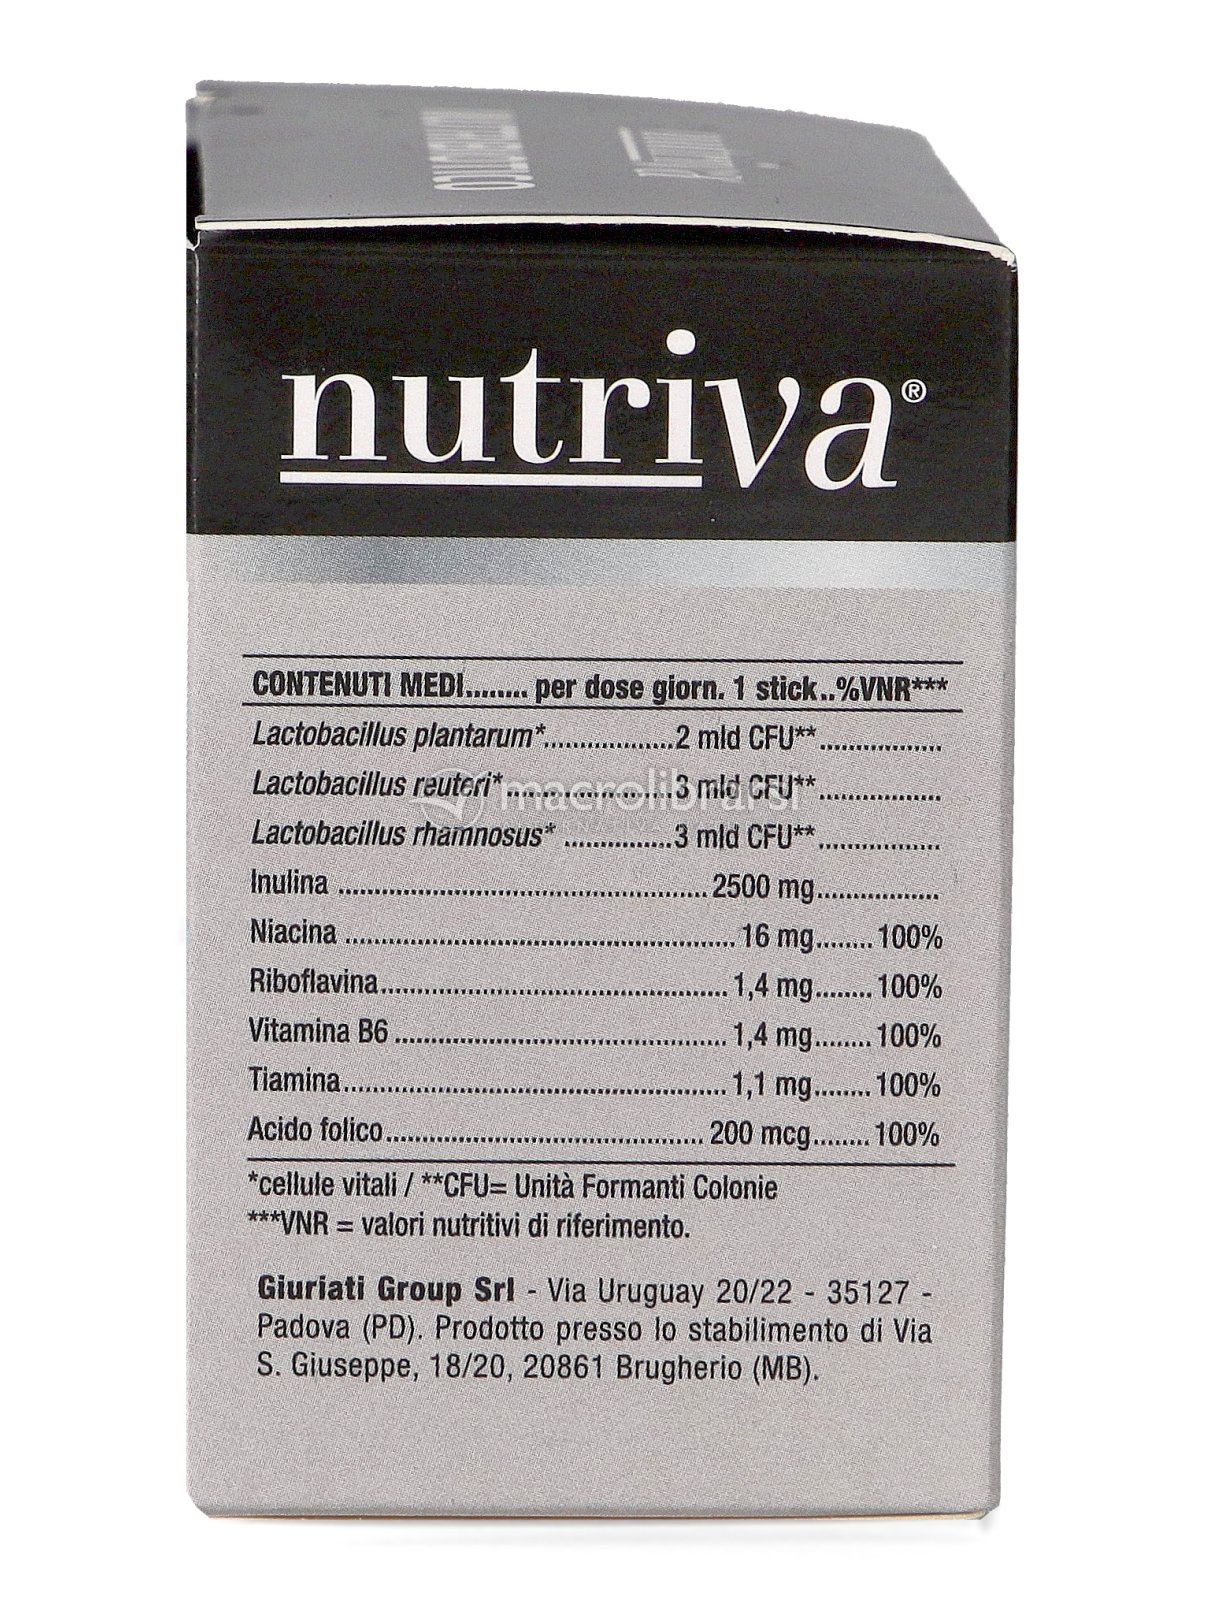 nutriva®
CONTENUTI MEDI........ per dose giorn. 1 stick..%VNR***
Lactobacillus plantarum*..................2 mld CFU**.................
Lactobacillus reuteri*........................3 mld CFU**.................
macrolibrarsi
Lactobacillus rhamnosus* ...............3 mld CFU**.................
Inulina ....................................................2500 mg.................
Niacina .......................................................16 mg........100%
Riboflavina.................................................1,4 mg........100%
Vitamina B6 ...............................................1,4 mg........100%
Tiamina......................................................1,1 mg........100%
Acido folico............................................. 200 mcg........100%
*cellule vitali / **CFU= Unità Formanti Colonie
***VNR = valori nutritivi di riferimento.
Giuriati Group Srl - Via Uruguay 20/22 - 35127 -
Padova (PD). Prodotto presso lo stabilimento di Via
S. Giuseppe, 18/20, 20861 Brugherio (MB).